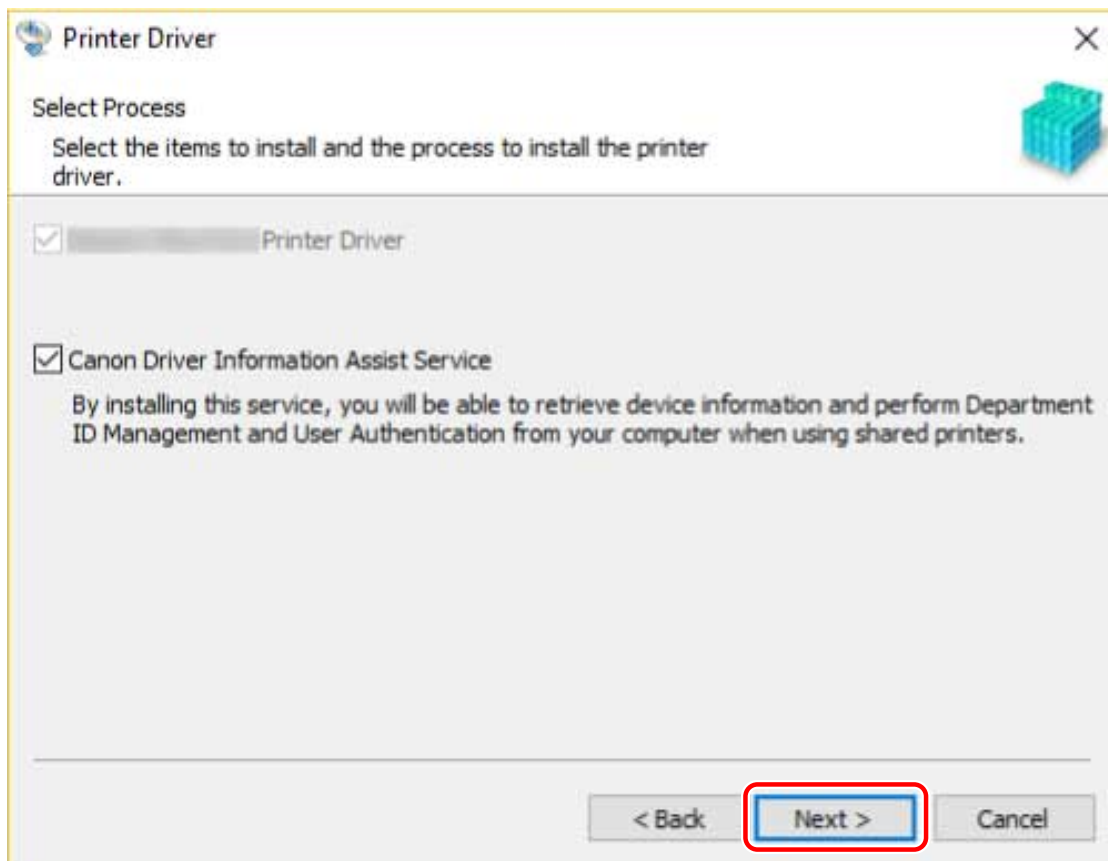 Printer Driver
Select Process
Select the items to install and the process to install the printer
driver.
Printer Driver
Canon Driver Information Assist Service
By installing this service, you will be able to retrieve device information and perform Department
ID Management and User Authentication from your computer when using shared printers.
< Back Next > Cancel